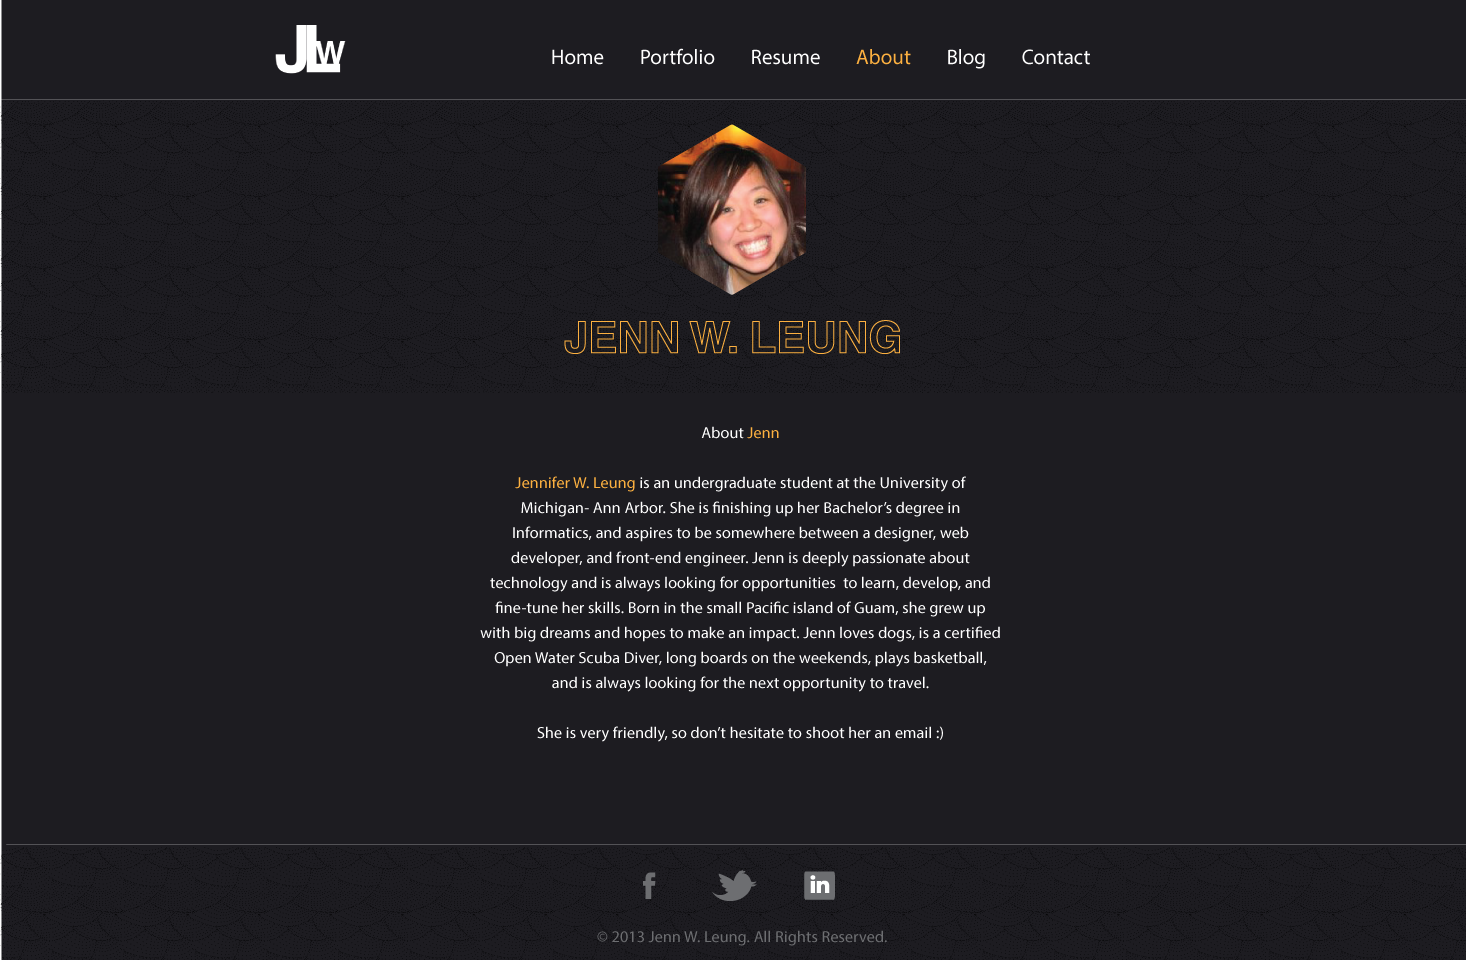 JLW
Home Portfolio Resume About Blog Contact
JENN W. LEUNG
About Jenn
Jennifer W. Leung is an undergraduate student at the University of
Michigan- Ann Arbor. She is finishing up her Bachelor’s degree in
Informatics, and aspires to be somewhere between a designer, web
developer, and front-end engineer. Jenn is deeply passionate about
technology and is always looking for opportunities  to learn, develop, and
fine-tune her skills. Born in the small Pacific island of Guam, she grew up
with big dreams and hopes to make an impact. Jenn loves dogs, is a certified
Open Water Scuba Diver, long boards on the weekends, plays basketball,
and is always looking for the next opportunity to travel.
She is very friendly, so don’t hesitate to shoot her an email :)
f in
© 2013 Jenn W. Leung. All Rights Reserved.